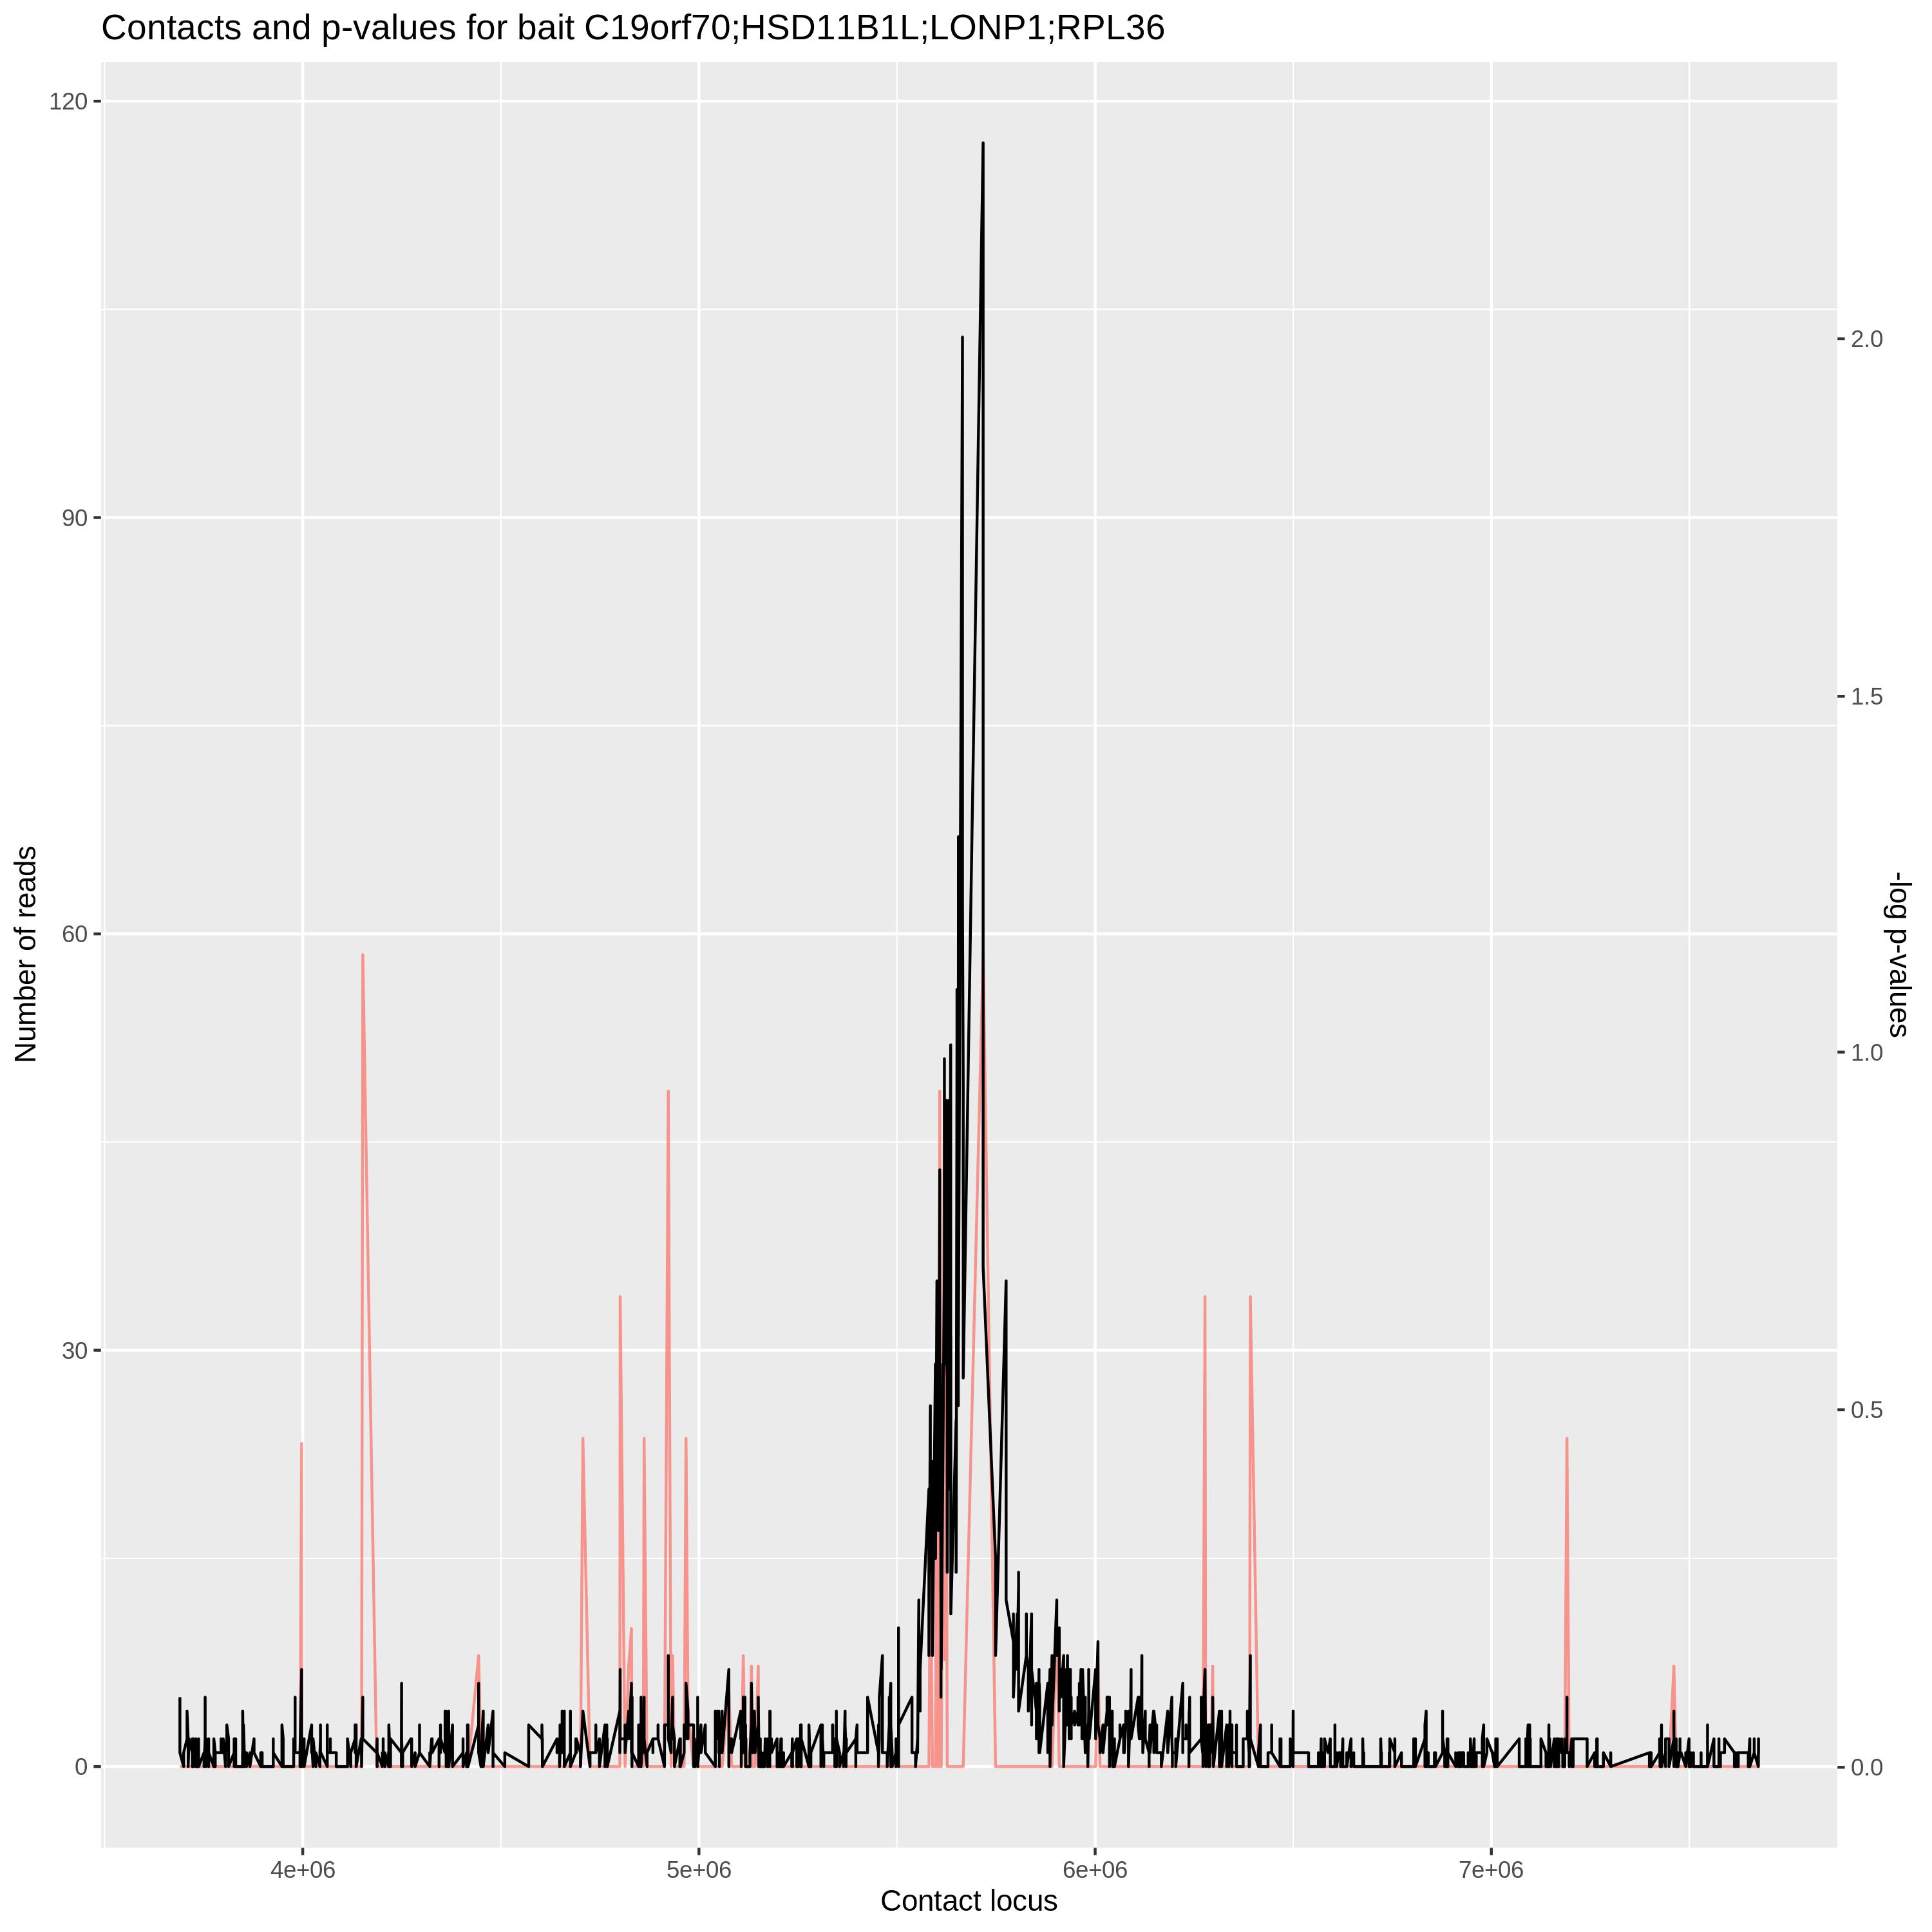 Contacts and p-values for bait C19orf70;HSD11B1L;LONP1;RPL36
120
90
60
30
0
Number of reads
2.0
1.5
1.0
0.5
0.0
-log p-values
4e+06 5e+06 6e+06 7e+06
Contact locus